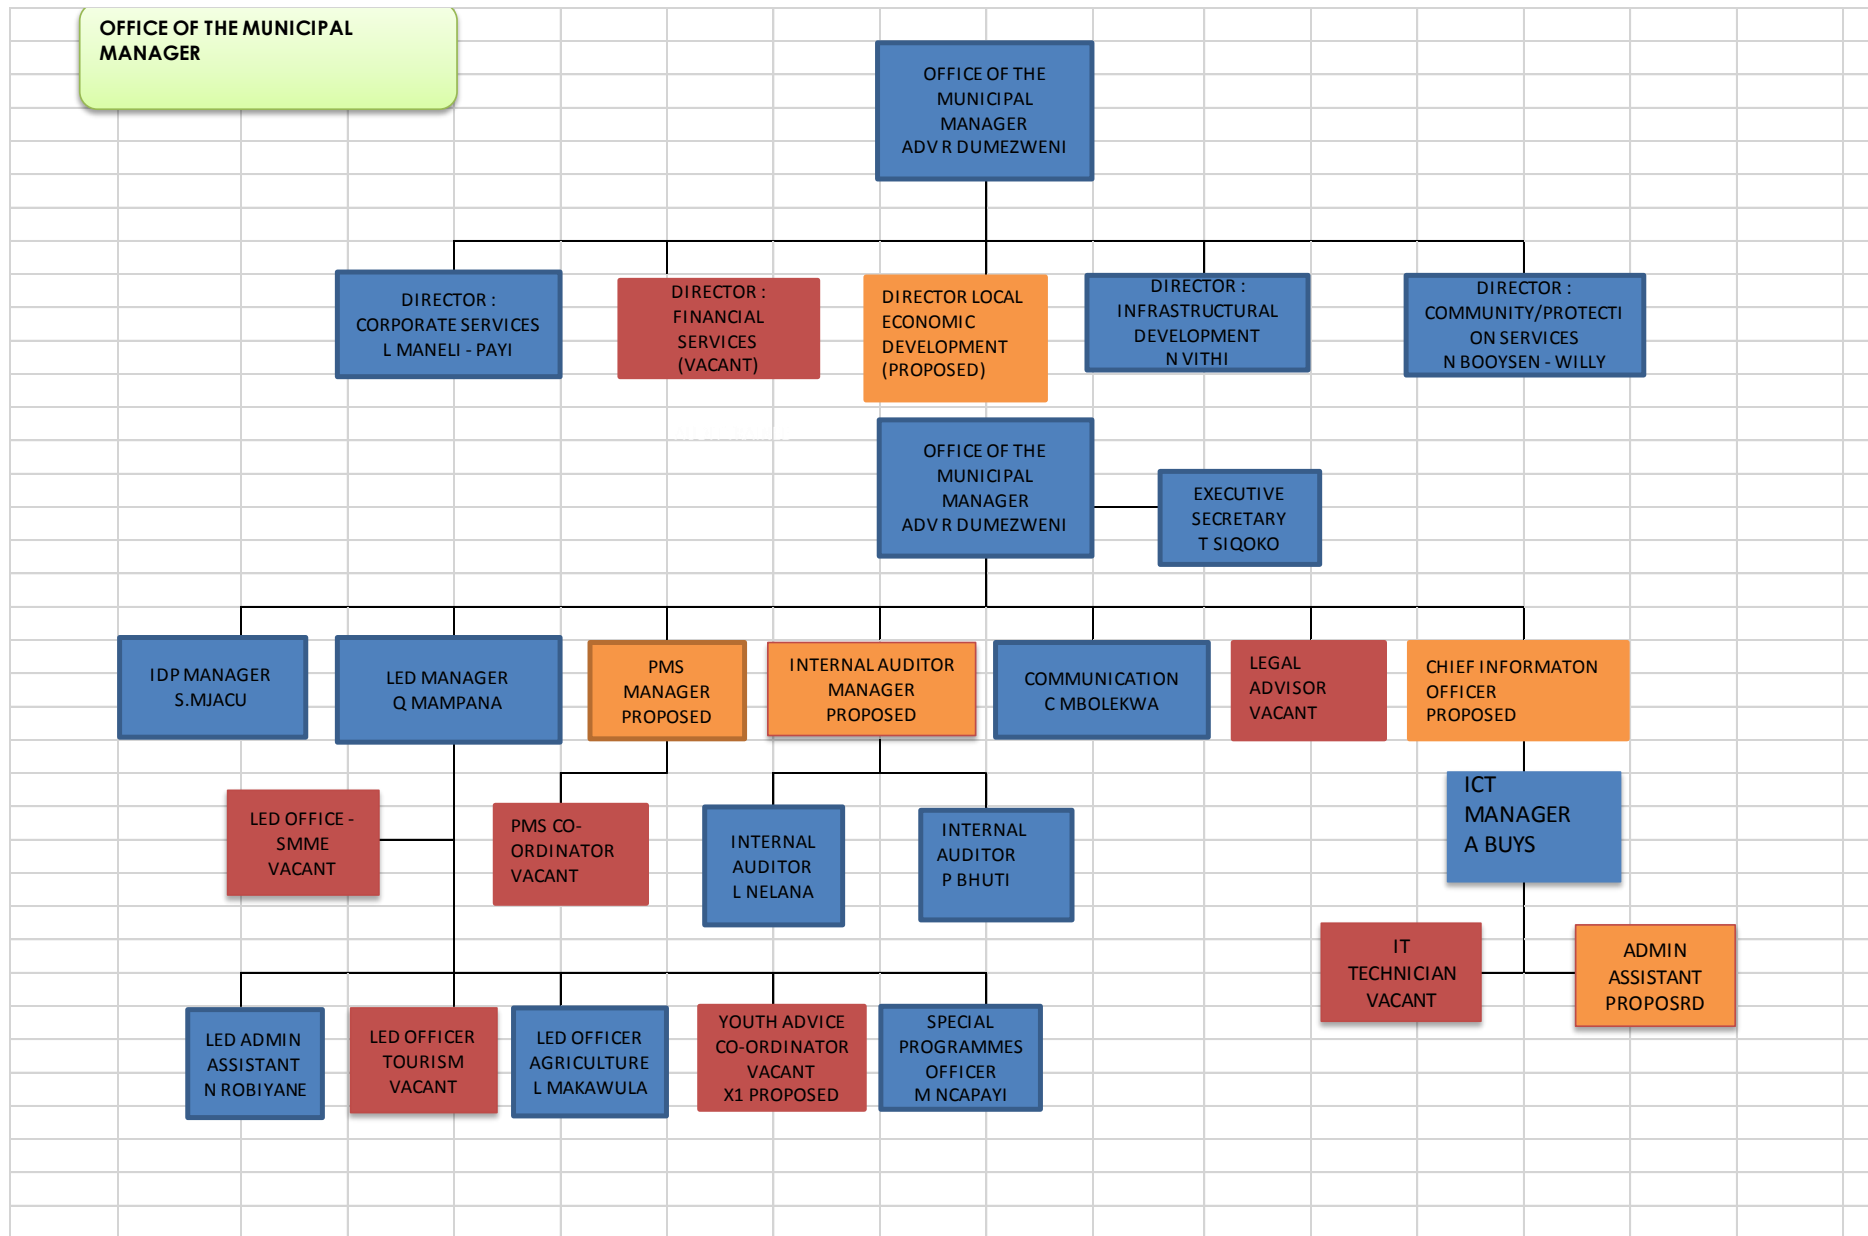 OFFICE OF THE MUNICIPAL
MANAGER
OFFICE OF THE
MUNICIPAL
MANAGER
ADV R DUMEZWENI
DIRECTOR :
CORPORATE SERVICES
L MANELI - PAYI
DIRECTOR :
FINANCIAL
SERVICES
(VACANT)
DIRECTOR LOCAL
ECONOMIC
DEVELOPMENT
(PROPOSED)
DIRECTOR :
INFRASTRUCTURAL
DEVELOPMENT
N VITHI
DIRECTOR :
COMMUNITY/PROTECTI
ON SERVICES
N BOOYSEN - WILLY
OFFICE OF THE
MUNICIPAL
MANAGER
ADV R DUMEZWENI
EXECUTIVE
SECRETARY
T SIQOKO
IDP MANAGER
S.MJACU
LED MANAGER
Q MAMPANA
PMS
MANAGER
PROPOSED
INTERNAL AUDITOR
MANAGER
PROPOSED
COMMUNICATION
C MBOLEKWA
LEGAL
ADVISOR
VACANT
CHIEF INFORMATON
OFFICER
PROPOSED
LED OFFICE -
SMME
VACANT
PMS CO-
ORDINATOR
VACANT
INTERNAL
AUDITOR
L NELANA
INTERNAL
AUDITOR
P BHUTI
ICT
MANAGER
A BUYS
IT
TECHNICIAN
VACANT
ADMIN
ASSISTANT
PROPOSRD
LED ADMIN
ASSISTANT
N ROBIYANE
LED OFFICER
TOURISM
VACANT
LED OFFICER
AGRICULTURE
L MAKAWULA
YOUTH ADVICE
CO-ORDINATOR
VACANT
X1 PROPOSED
SPECIAL
PROGRAMMES
OFFICER
M NCAPAYI